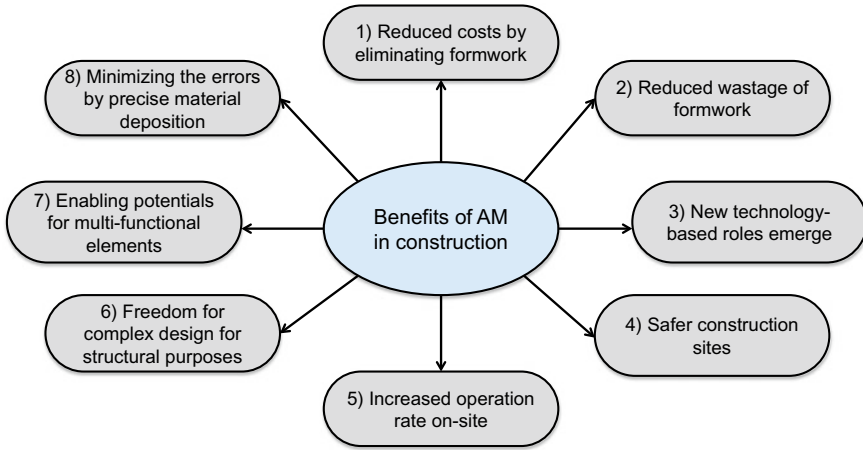 1) Reduced costs by
eliminating formwork
2) Reduced wastage of
formwork
3) New technology-
based roles emerge
4) Safer construction
sites
5) Increased operation
rate on-site
6) Freedom for
complex design for
structural purposes
7) Enabling potentials
for multi-functional
elements
8) Minimizing the errors
by precise material
deposition
Benefits of AM
in construction